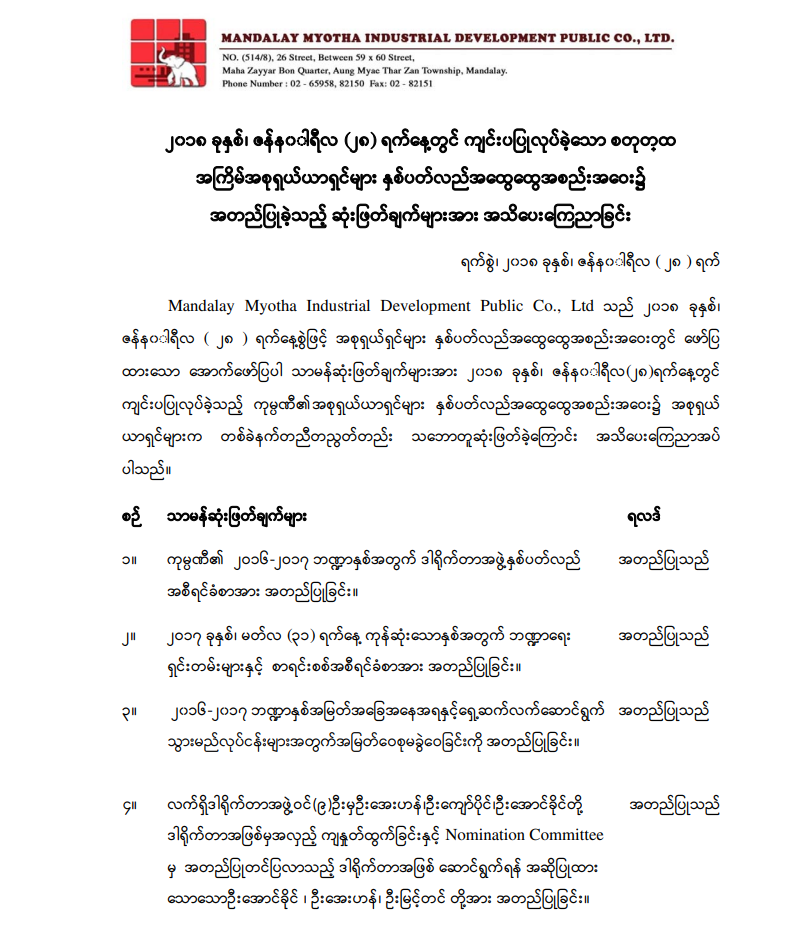 MANDALAY MYOTHA INDUSTRIAL DEVELOPMENT PUBLIC CO., LTD.
NO. (514/8), 26 Street, Between 59 x 60 Street,
Maha Zayyar Bon Quarter, Aung Myae Thar Zan Township, Mandalay.
Phone Number : 02 - 65958, 82150 Fax: 02 - 82151
၂၀၁၈ ခုနှစ်၊ ဇန်န၀ါရီလ (၂၈) ရက်နေ့တွင် ကျင်းပပြုလုပ်ခဲ့သော စတုတ္ထ
အကြိမ်အစုရှယ်ယာရှင်များ နှစ်ပတ်လည်အထွေထွေအစည်းအဝေး၌
အတည်ပြုခဲ့သည့် ဆုံးဖြတ်ချက်များအား အသိပေးကြေညာခြင်း
ရက်စွဲ၊ ၂၀၁၈ ခုနှစ်၊ ဇန်န၀ါရီလ ( ၂၈ ) ရက်
Mandalay Myotha Industrial Development Public Co., Ltd သည် ၂၀၁၈ ခုနှစ်၊
ဇန်န၀ါရီလ ( ၂၈ ) ရက်နေ့စွဲဖြင့် အစုရှယ်ရှင်များ နှစ်ပတ်လည်အထွေထွေအစည်းအဝေးတွင် ဖော်ပြ
ထားသော အောက်ဖော်ပြပါ သာမန်ဆုံးဖြတ်ချက်များအား ၂၀၁၈ ခုနှစ်၊ ဇန်န၀ါရီလ(၂၈)ရက်နေ့တွင်
ကျင်းပပြုလုပ်ခဲ့သည့် ကုမ္ပဏီ၏အစုရှယ်ယာရှင်များ နှစ်ပတ်လည်အထွေထွေအစည်းအဝေး၌ အစုရှယ်
ယာရှင်များက တစ်ခဲနက်တညီတညွတ်တည်း သဘောတူဆုံးဖြတ်ခဲ့ကြောင်း အသိပေးကြေညာအပ်
ပါသည်။
စဉ် သာမန်ဆုံးဖြတ်ချက်များ ရလဒ်
၁။ ကုမ္ပဏီ၏ ၂၀၁၆-၂၀၁၇ ဘဏ္ဍာနှစ်အတွက် ဒါရိုက်တာအဖွဲ့နှစ်ပတ်လည် အတည်ပြုသည်
အစီရင်ခံစာအား အတည်ပြုခြင်း။
၂။ ၂၀၁၇ ခုနှစ်၊ မတ်လ (၃၁) ရက်နေ့ ကုန်ဆုံးသောနှစ်အတွက် ဘဏ္ဍာရေး အတည်ပြုသည်
ရှင်းတမ်းများနှင့် စာရင်းစစ်အစီရင်ခံစာအား အတည်ပြုခြင်း။
၃။ ၂၀၁၆-၂၀၁၇ ဘဏ္ဍာနှစ်အမြတ်အခြေအနေအရနှင့်ရှေ့ဆက်လက်ဆောင်ရွက် အတည်ပြုသည်
သွားမည်လုပ်ငန်းများအတွက်အမြတ်ဝေစုမခွဲဝေခြင်းကို အတည်ပြုခြင်း။
၄။ လက်ရှိဒါရိုက်တာအဖွဲ့ဝင်(၉)ဦးမှဦးအေးဟန်၊ဦးကျော်ပိုင်၊ဦးအောင်ခိုင်တို့ အတည်ပြုသည်
ဒါရိုက်တာအဖြစ်မှအလှည့် ကျနှုတ်ထွက်ခြင်းနှင့် Nomination Committee
မှ အတည်ပြုတင်ပြလာသည့် ဒါရိုက်တာအဖြစ် ဆောင်ရွက်ရန် အဆိုပြုထား
သောသောဦးအောင်ခိုင် ၊ ဦးအေးဟန်၊ ဦးမြင့်တင် တို့အား အတည်ပြုခြင်း။